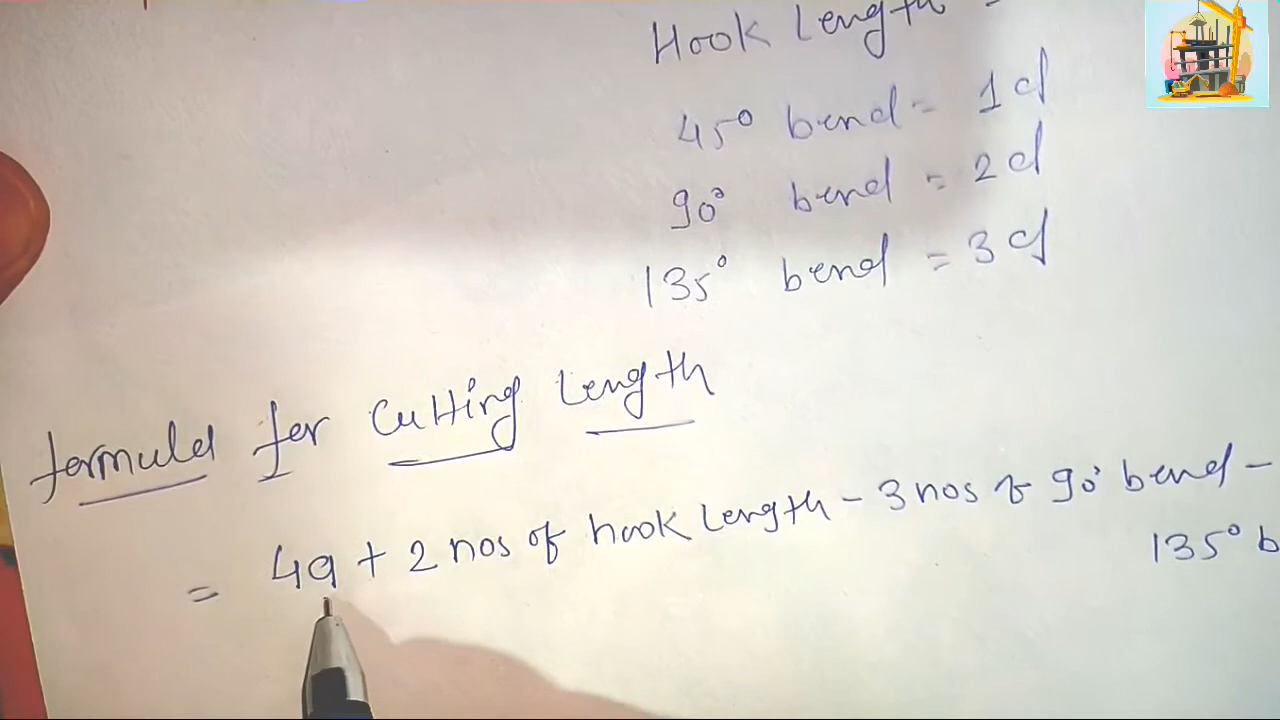 Hook Length -
45° bend = 1d
90° bend = 2d
135° bend = 3d
formula for Cutting Length
= 4a + 2 nos of hook Length - 3 nos of 90° bend -
135° b